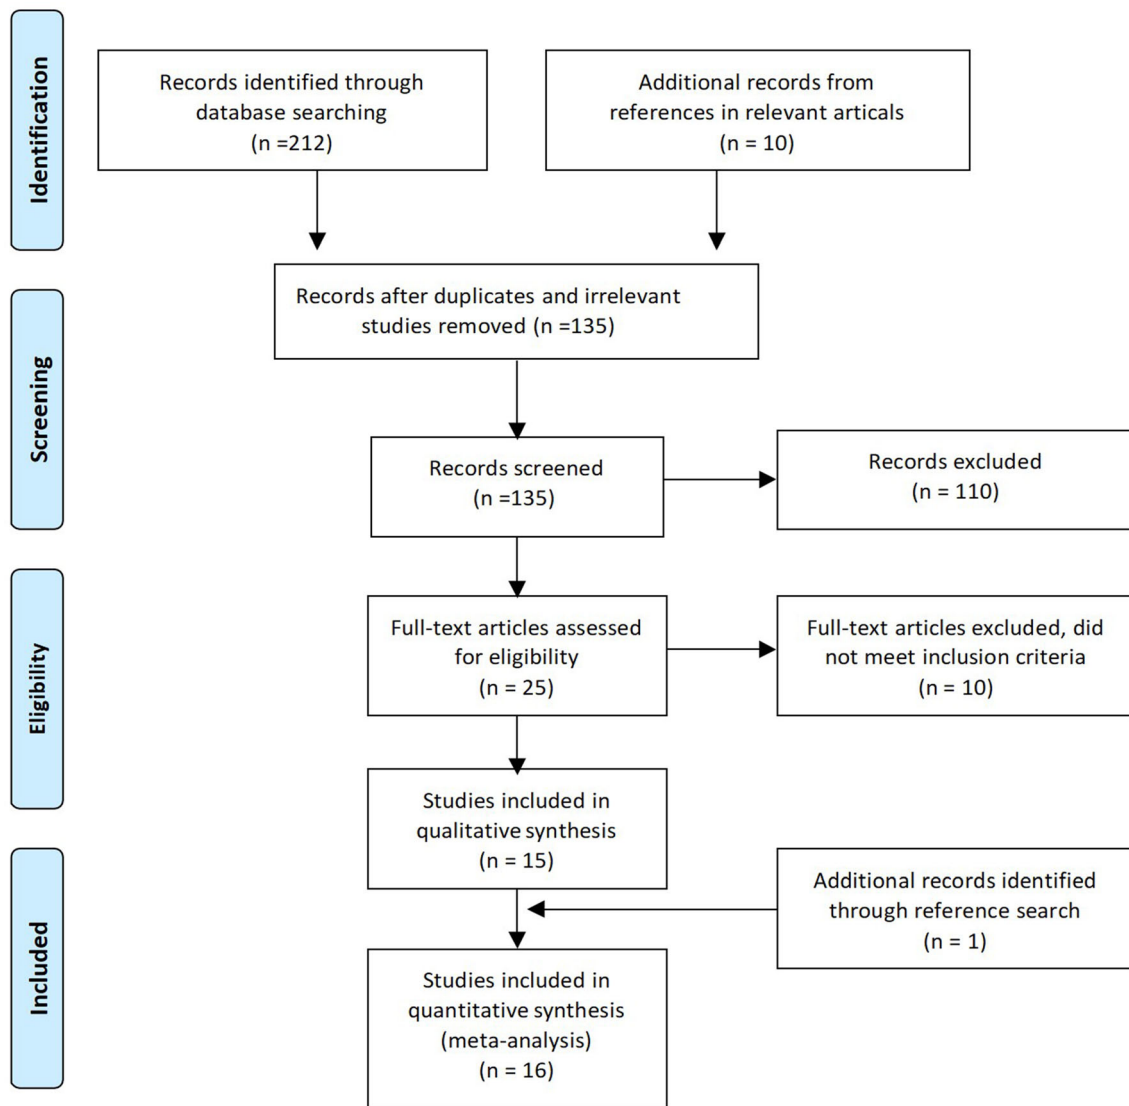 Identification
Records identified through
database searching
(n =212)
Additional records from
references in relevant articals
(n = 10)
Records after duplicates and irrelevant
studies removed (n =135)
Screening
Records screened
(n =135)
Records excluded
(n = 110)
Eligibility
Full-text articles assessed
for eligibility
(n = 25)
Full-text articles excluded, did
not meet inclusion criteria
(n = 10)
Studies included in
qualitative synthesis
(n = 15)
Included
Additional records identified
through reference search
(n = 1)
Studies included in
quantitative synthesis
(meta-analysis)
(n = 16)